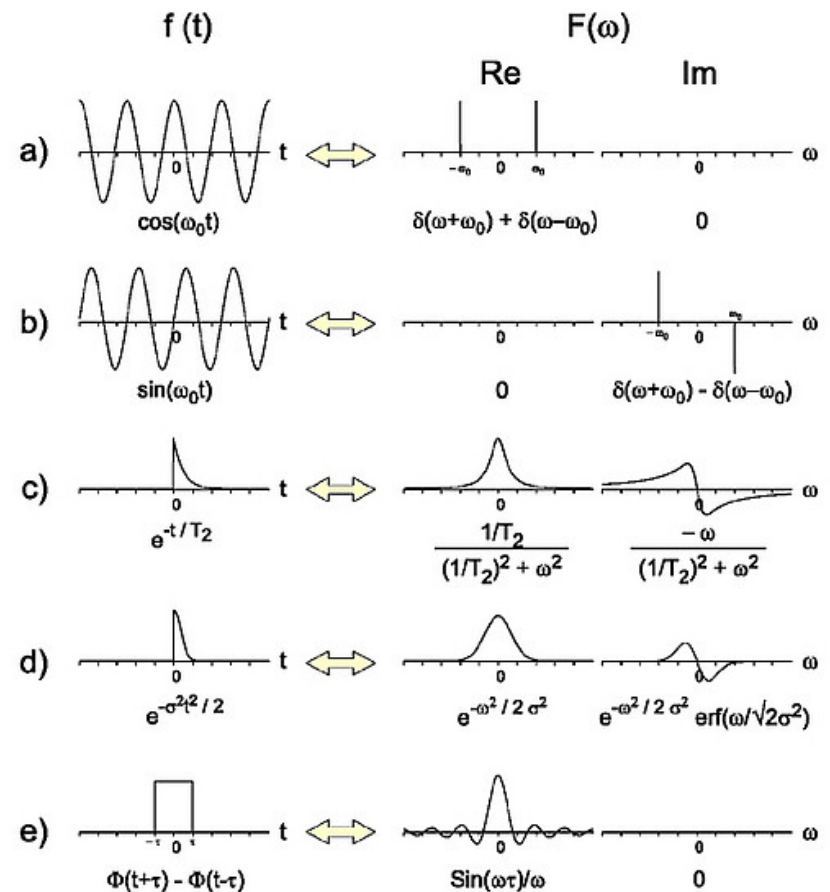 f (t) F(ω)
Re Im
a) 0 t -ω₀ 0 ω₀ 0 ω
cos(ω₀t) δ(ω+ω₀) + δ(ω−ω₀) 0
b) 0 t 0 -ω₀ 0 ω₀ ω
sin(ω₀t) 0 δ(ω+ω₀) - δ(ω−ω₀)
c) 0 t 0 0 ω
e^-t / T₂ 1/T₂ − ω
(1/T₂)² + ω² (1/T₂)² + ω²
d) 0 t 0 0 ω
e^-σ²t² / 2 e^-ω² / 2 σ² e^-ω² / 2 σ² erf(ω/√2σ²)
e) -τ 0 τ t 0 0 ω
Φ(t+τ) - Φ(t-τ) Sin(ωτ)/ω 0